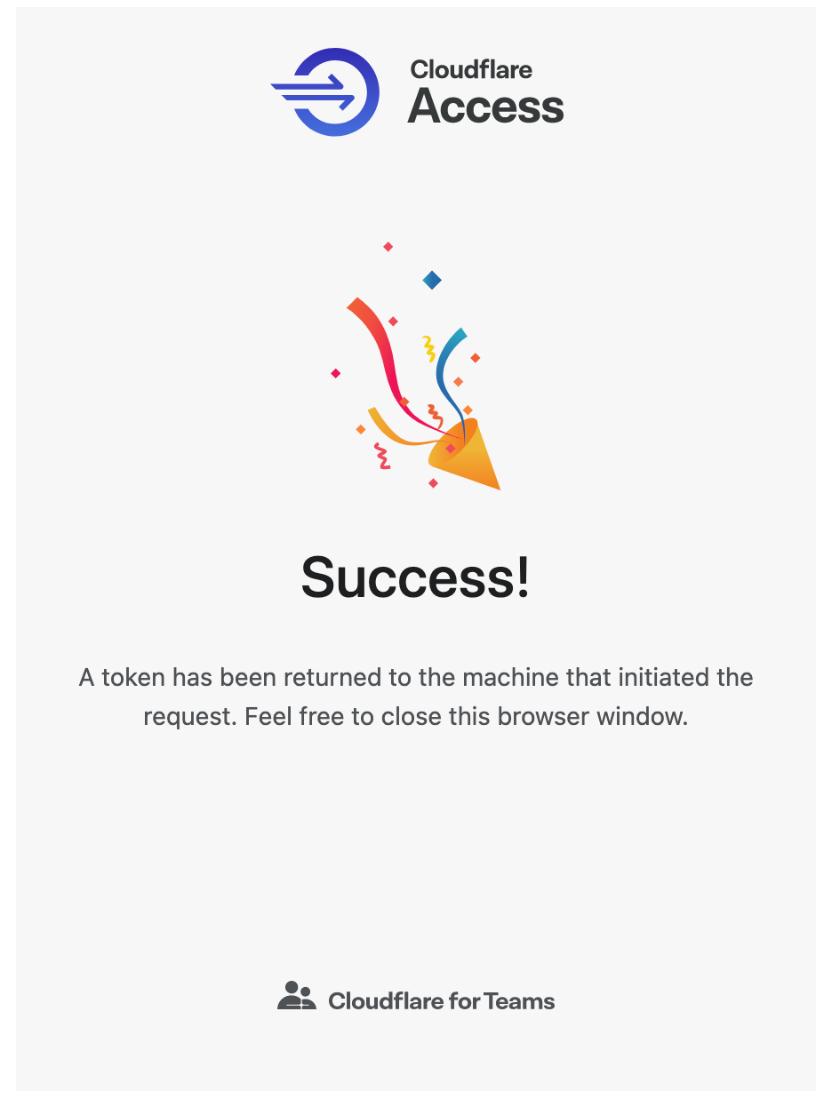 Cloudflare
Access
Success!
A token has been returned to the machine that initiated the
request. Feel free to close this browser window.
Cloudflare for Teams